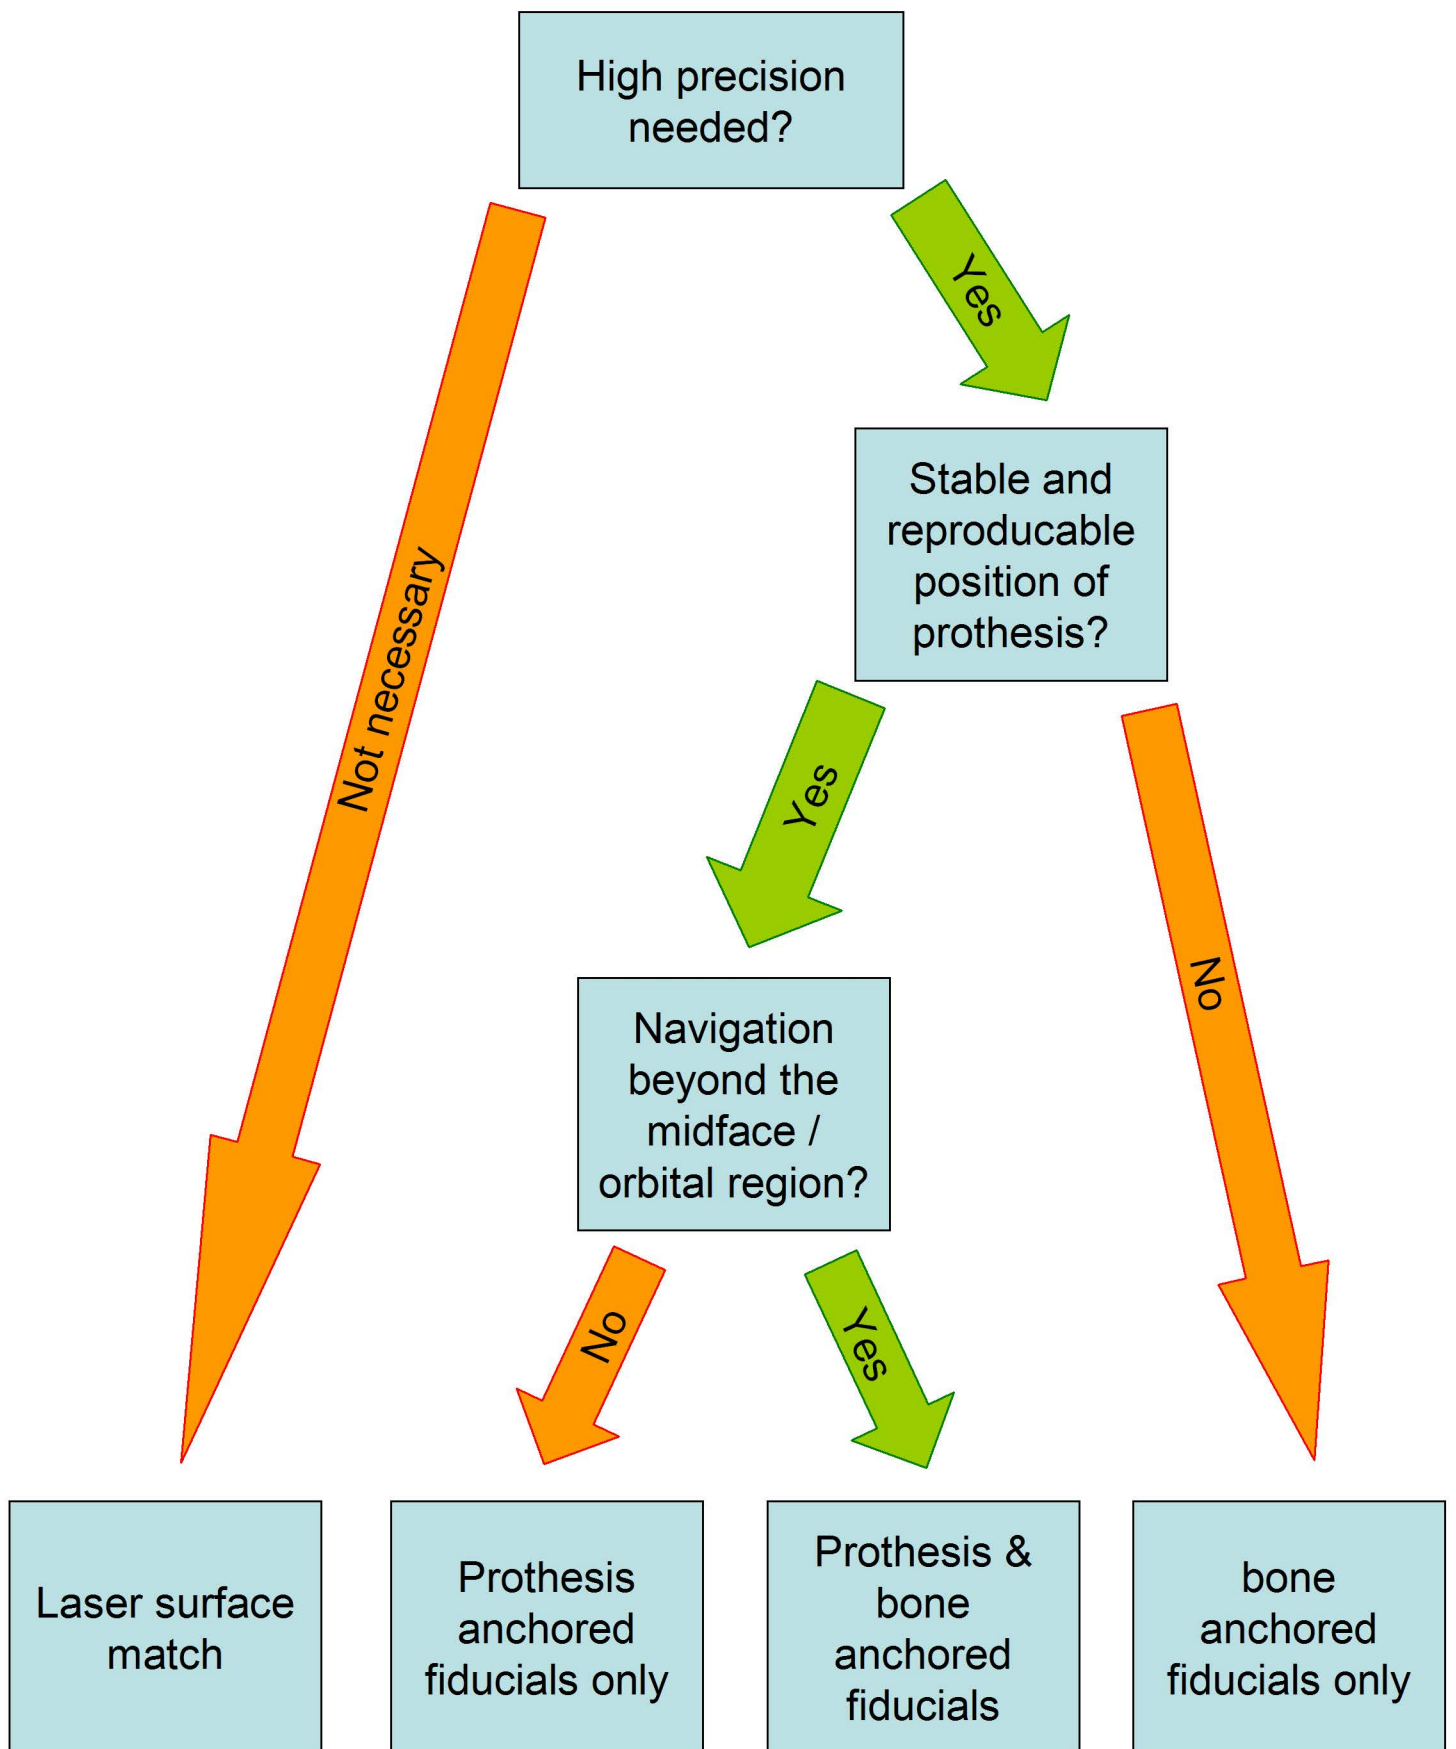 High precision
needed?
Yes
Not necessary
Stable and
reproducable
position of
prothesis?
Yes
No
Navigation
beyond the
midface /
orbital region?
No
Yes
Laser surface
match
Prothesis
anchored
fiducials only
Prothesis &
bone
anchored
fiducials
bone
anchored
fiducials only